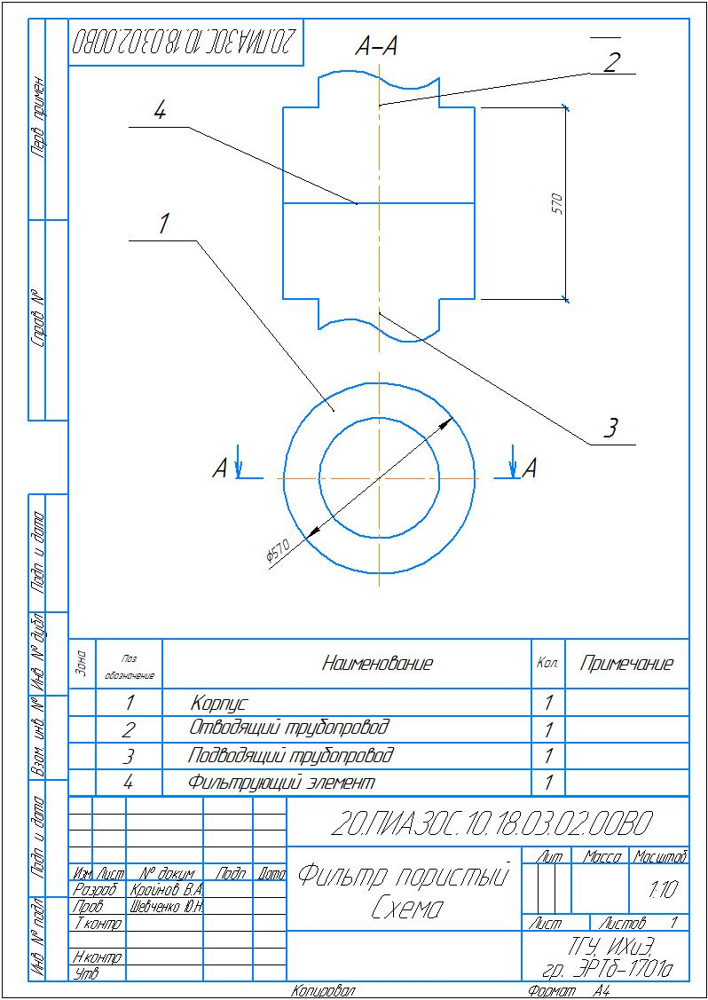 20.ПИАЗОС.10.18.03.02.00ВО
А-А
2
4
1
570
3
А
А
ϕ570
Перв примен
Справ №
Подп и дата
Инв № дубл
Взам. инв. №
Подп и дата
Инв № подл
Зона
Поз. обозначение
Наименование
Кол.
Примечание
1 Корпус 1
2 Отводящий трубопровод 1
3 Подводящий трубопровод 1
4 Фильтрующий элемент 1
20.ПИАЗОС.10.18.03.02.00ВО
Изм. Лист № докум Подп Дата
Разраб Крайнов В.А.
Пров Шевченко Ю.Н.
Т контр
Н контр
Утв
Фильтр пористый
Схема
Лит Масса Масштаб
1:10
Лист Листов 1
ТГУ, ИХиЭ,
гр. ЭРТб-1701а
Копировал Формат А4